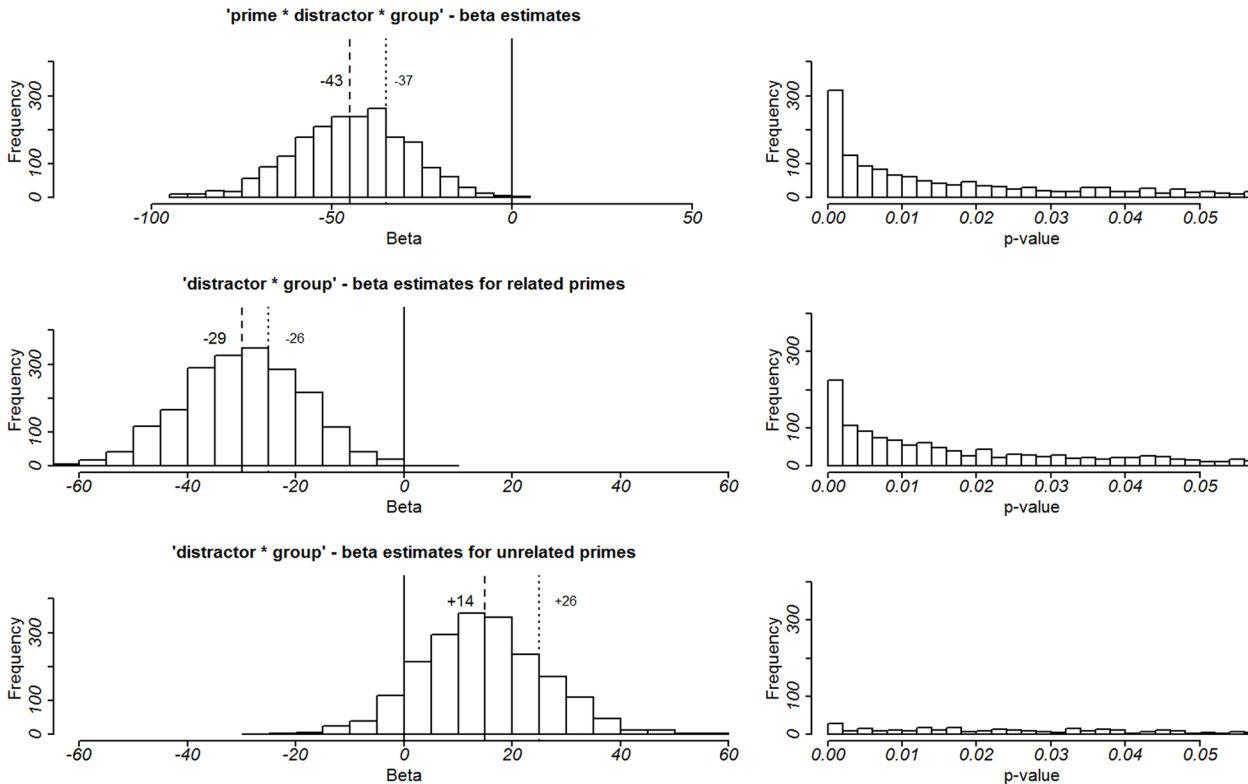 'prime * distractor * group' - beta estimates
Frequency
0 100 300
-43
-37
-100 -50 0 50
Beta
Frequency
0 100 300
0.00 0.01 0.02 0.03 0.04 0.05
p-value
'distractor * group' - beta estimates for related primes
Frequency
0 100 300
-29
-26
-60 -40 -20 0 20 60
Beta
Frequency
0 100 300
0.00 0.01 0.02 0.03 0.04 0.05
p-value
'distractor * group' - beta estimates for unrelated primes
Frequency
0 100 300
+14
+26
-60 -40 -20 0 20 40 60
Beta
Frequency
0 100 300
0.00 0.01 0.02 0.03 0.04 0.05
p-value